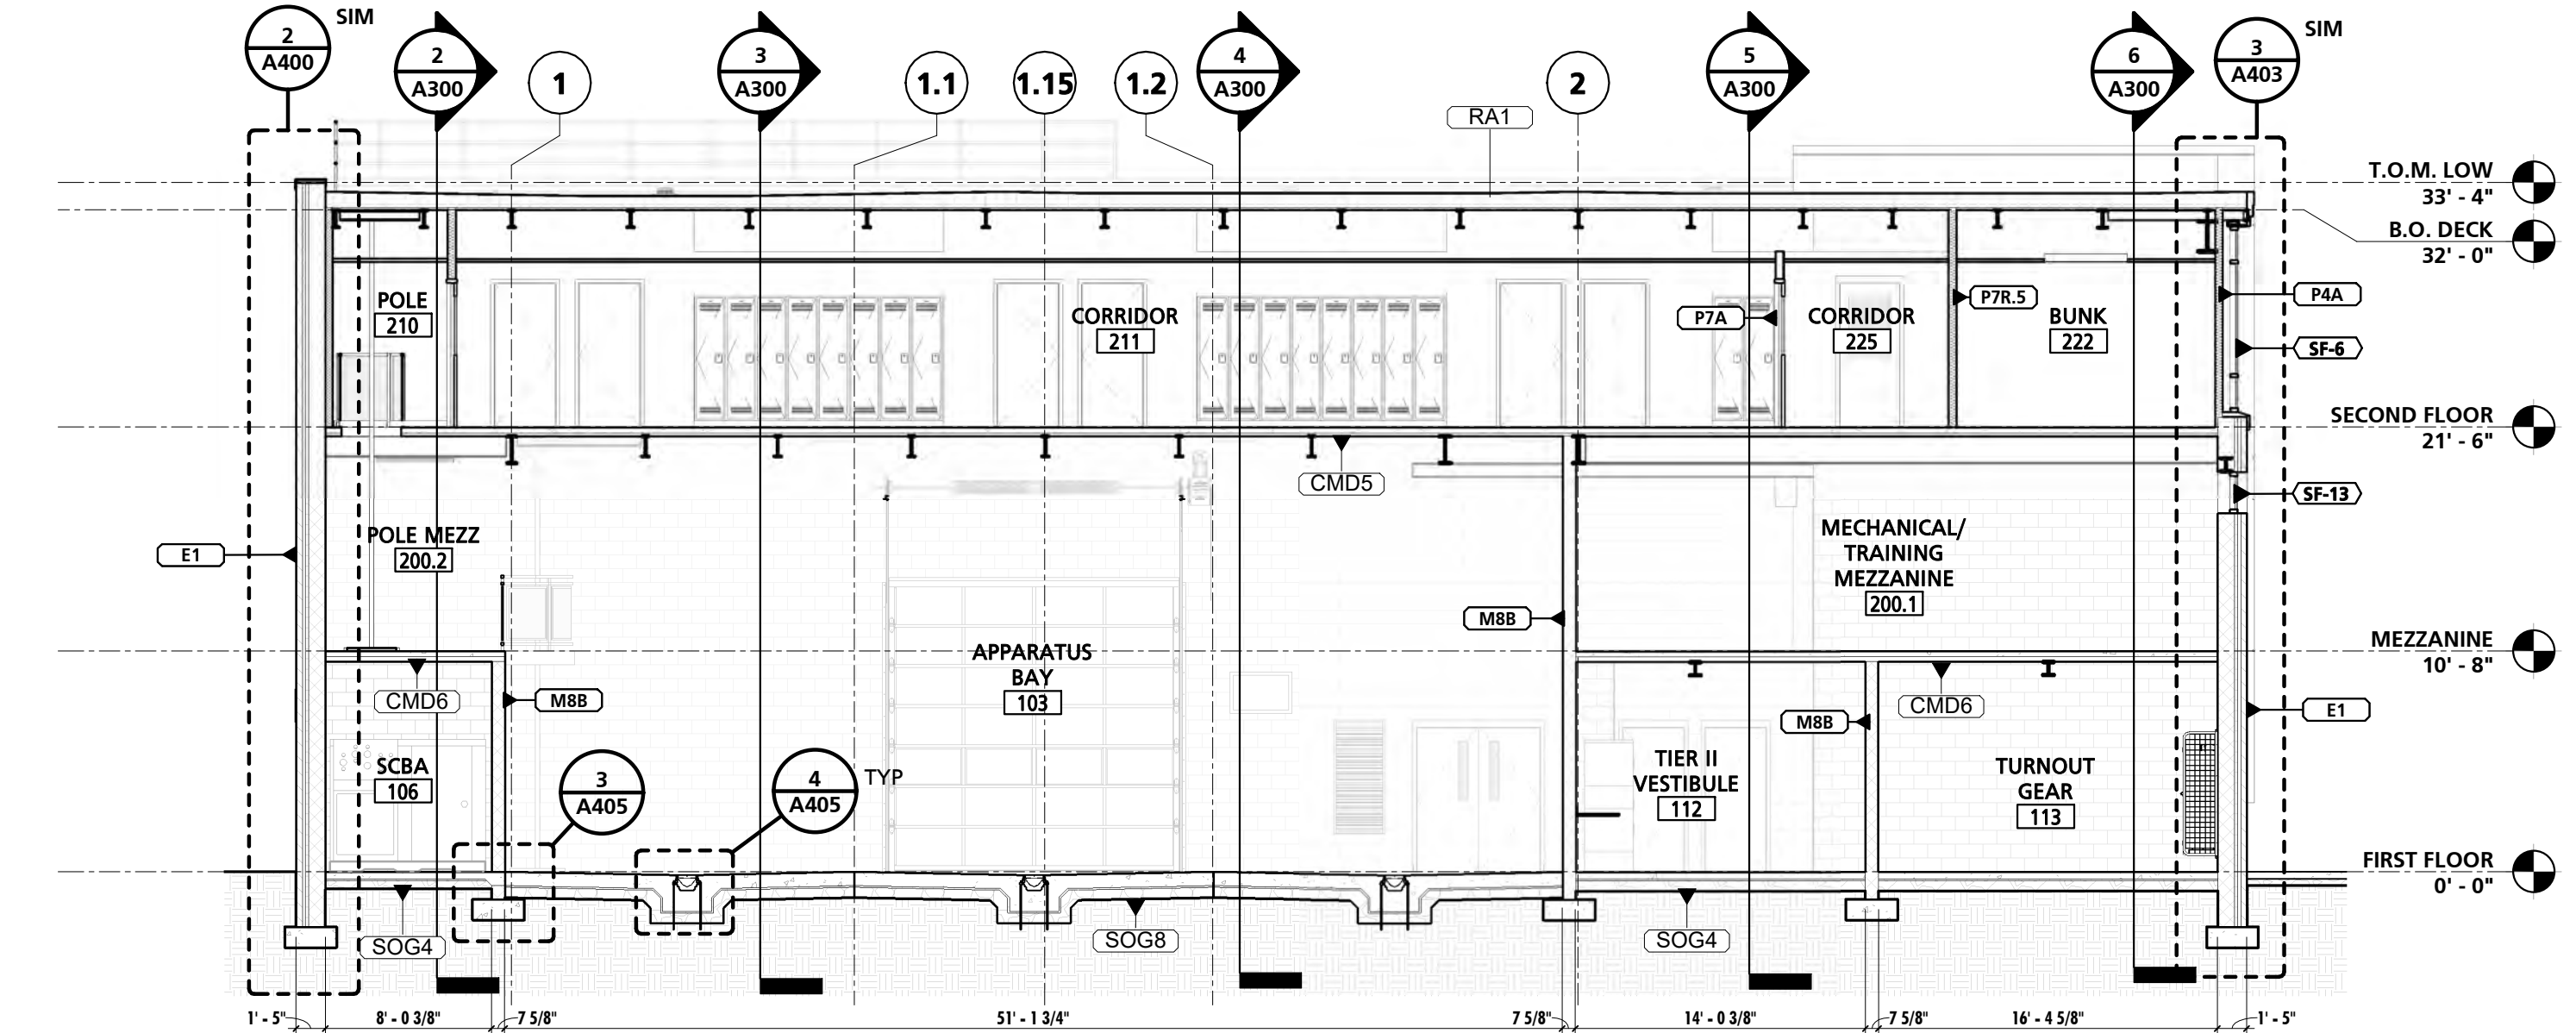 2
A400
SIM
2
A300
1
3
A300
1.1
1.15
1.2
4
A300
2
5
A300
6
A300
3
A403
SIM
RA1
T.O.M. LOW
33' - 4"
B.O. DECK
32' - 0"
POLE
210
CORRIDOR
211
P7A
CORRIDOR
225
P7R.5
BUNK
222
P4A
SF-6
SECOND FLOOR
21' - 6"
CMD5
SF-13
E1
POLE MEZZ
200.2
MECHANICAL/
TRAINING
MEZZANINE
200.1
M8B
MEZZANINE
10' - 8"
APPARATUS
BAY
103
CMD6
M8B
M8B
CMD6
E1
SCBA
106
3
A405
4
A405
TYP
TIER II
VESTIBULE
112
TURNOUT
GEAR
113
FIRST FLOOR
0' - 0"
SOG4
SOG8
SOG4
1' - 5"
8' - 0 3/8"
7 5/8"
51' - 1 3/4"
7 5/8"
14' - 0 3/8"
7 5/8"
16' - 4 5/8"
1' - 5"